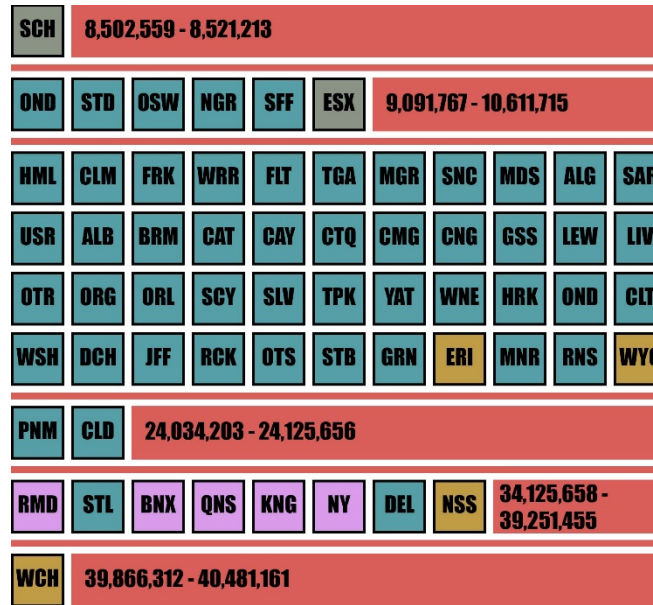 SCH 8,502,559 - 8,521,213
OND STD OSW NGR SFF ESX 9,091,767 - 10,611,715
HML CLM FRK WRR FLT TGA MGR SNC MDS ALG
USR ALB BRM CAT CAY CTQ CMG CNG GSS LEW LIV
OTR ORG ORL SCY SLV TPK YAT WNE HRK OND CLT
WSH DCH JFF RCK OTS STB GRN ERI MNR RNS
PNM CLD 24,034,203 - 24,125,656
RMD STL BNX QNS KNG NY DEL NSS 34,125,658 -
39,251,455
WCH 39,866,312 - 40,481,161